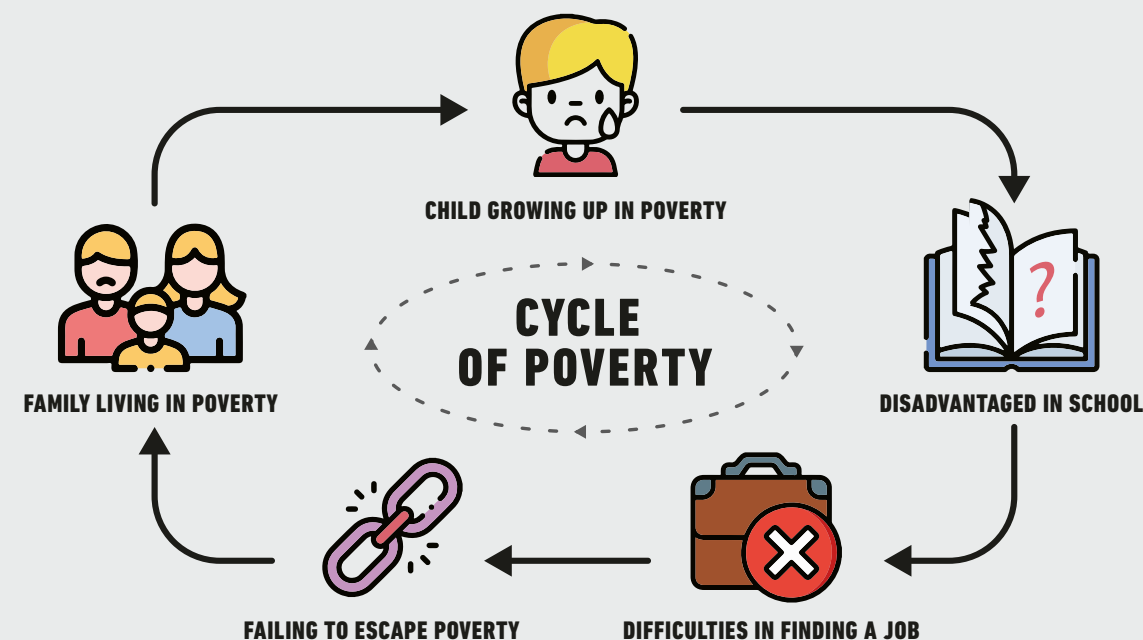 CHILD GROWING UP IN POVERTY
CYCLE
OF POVERTY
?
FAMILY LIVING IN POVERTY
DISADVANTAGED IN SCHOOL
FAILING TO ESCAPE POVERTY
DIFFICULTIES IN FINDING A JOB